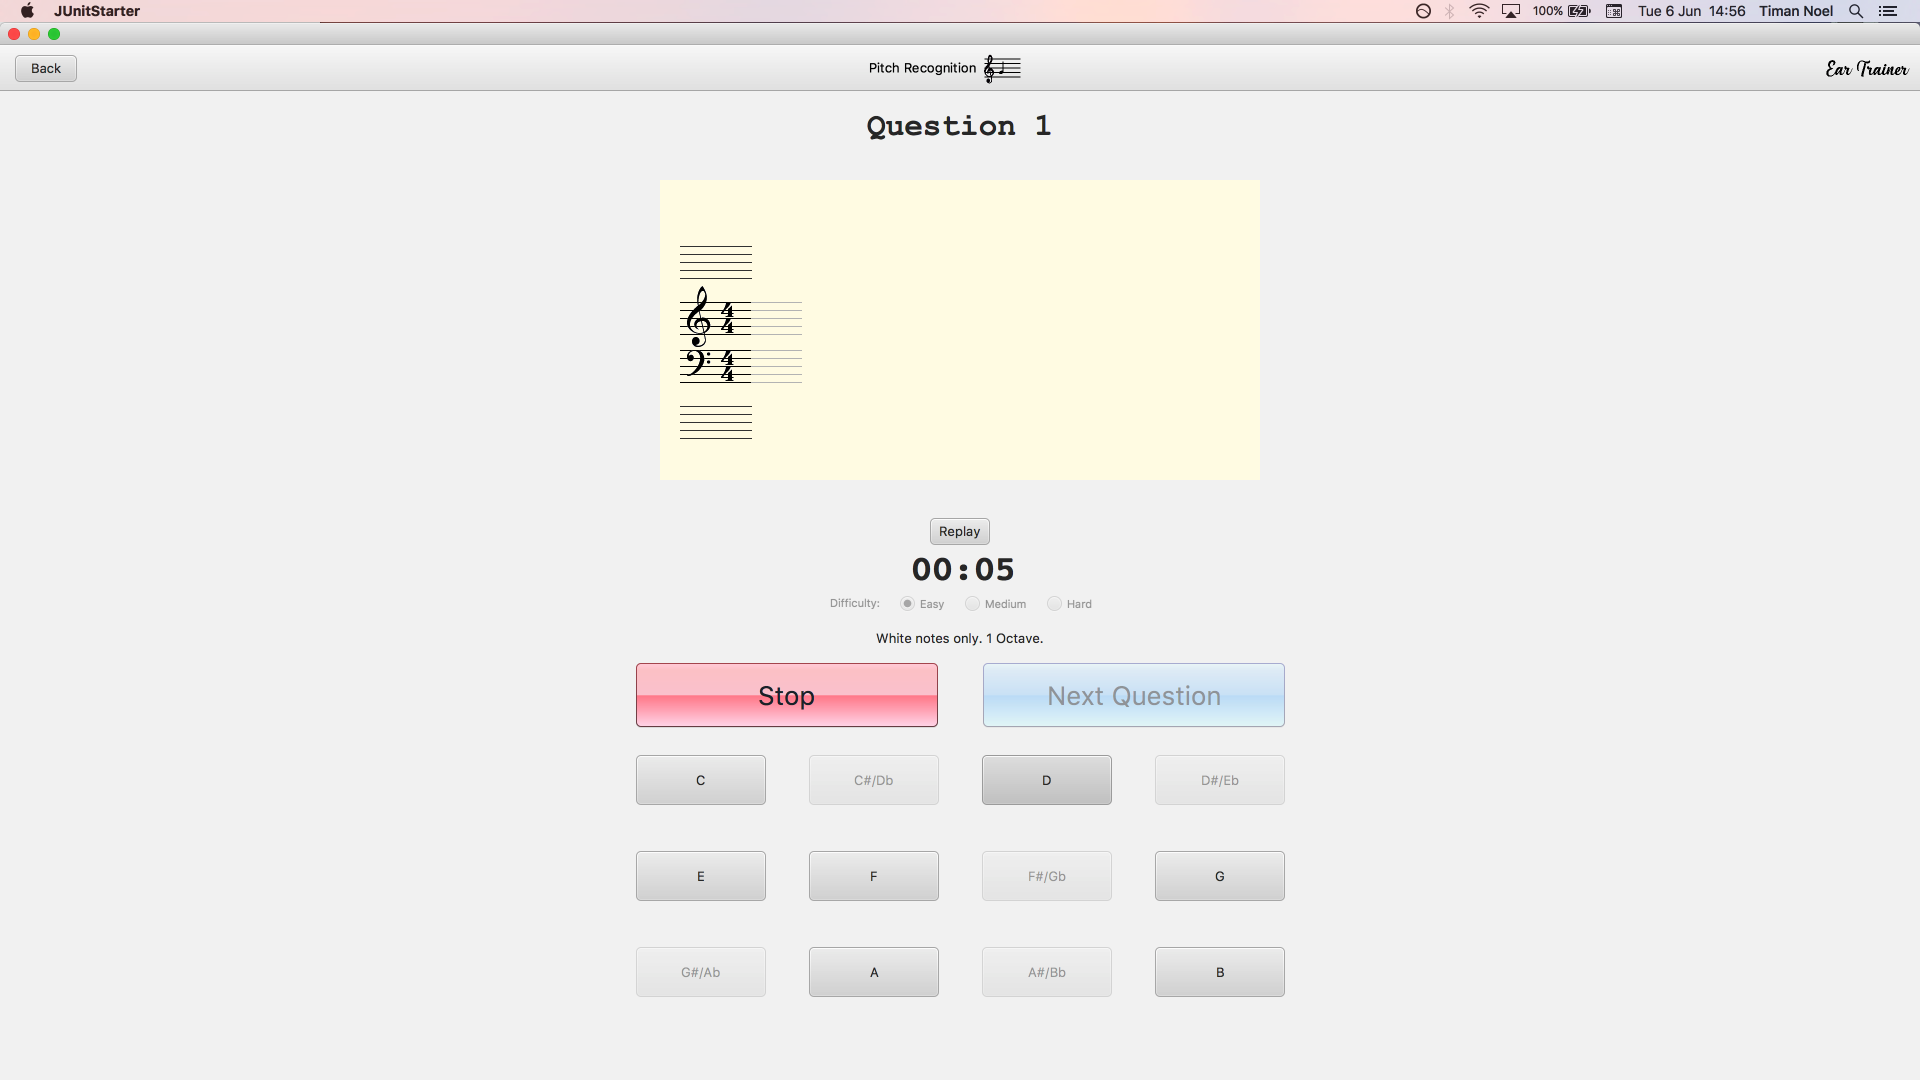 JUnitStarter 100% Tue 6 Jun 14:56 Timan Noel
Back Pitch Recognition Ear Trainer
Question 1
4
4
4
4
Replay
00:05
Difficulty: Easy Medium Hard
White notes only. 1 Octave.
Stop Next Question
C C#/Db D D#/Eb
E F F#/Gb G
G#/Ab A A#/Bb B